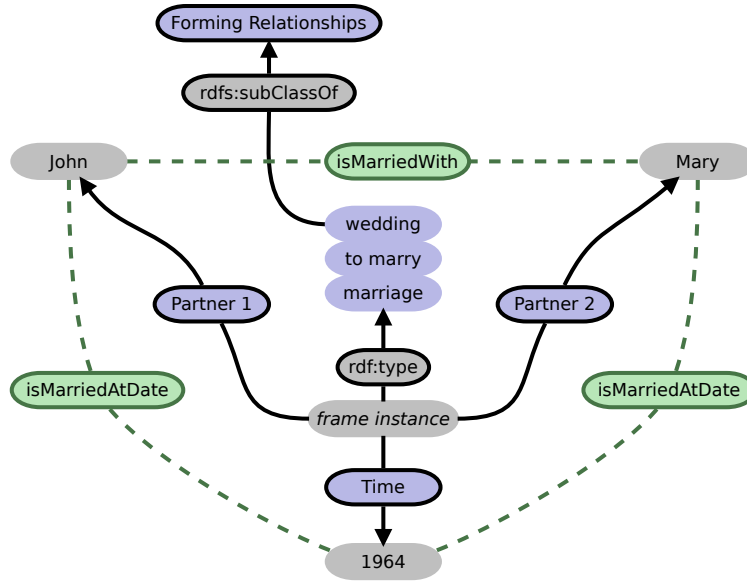 Forming Relationships
rdfs:subClassOf
John
isMarriedWith
Mary
wedding
to marry
marriage
Partner 1
Partner 2
rdf:type
isMarriedAtDate
isMarriedAtDate
frame instance
Time
1964